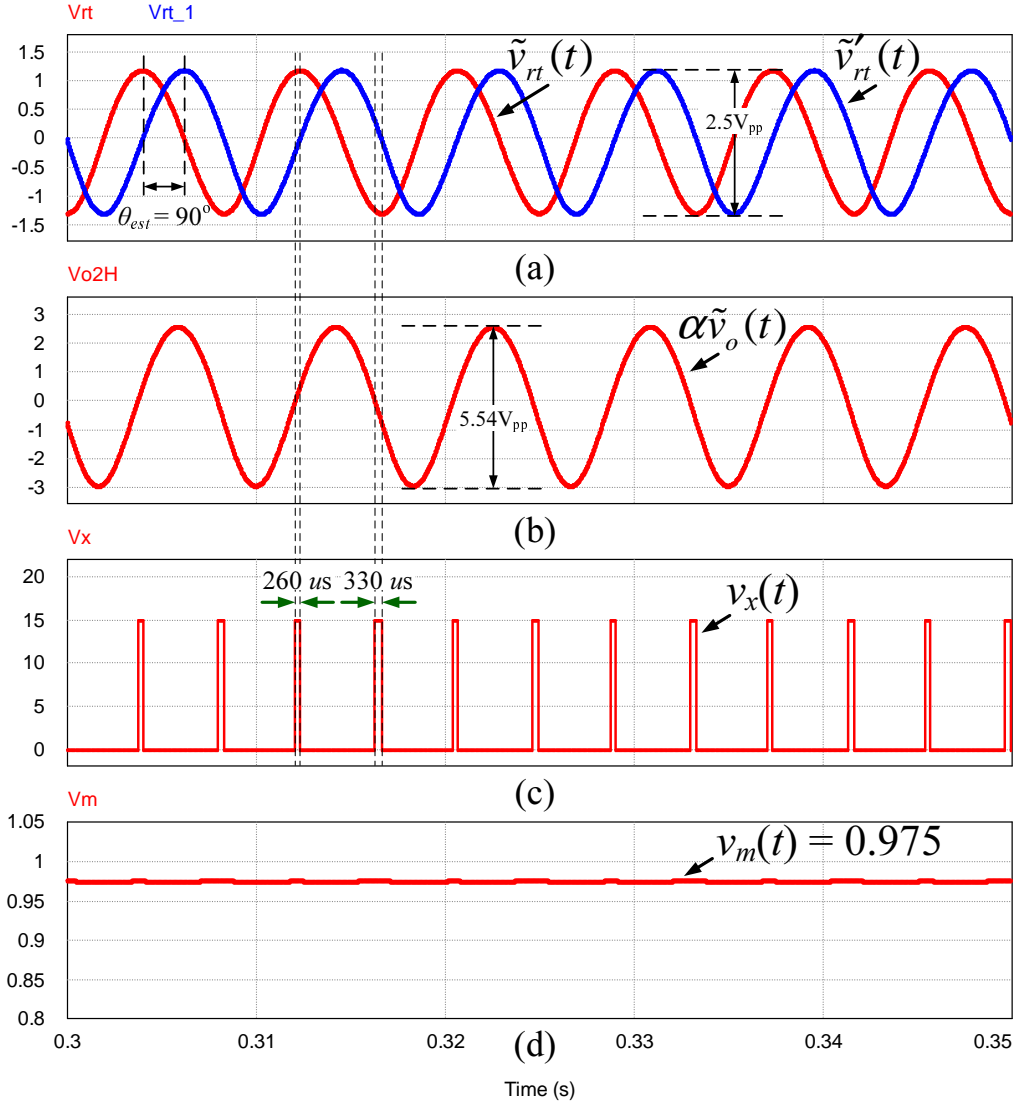 Vrt Vrt_1
1.5
1
0.5
0
-0.5
-1
-1.5
ṽrt(t)
ṽ′rt(t)
2.5Vpp
θest = 90o
(a)
Vo2H
3
2
1
0
-1
-2
-3
αṽo(t)
5.54Vpp
(b)
Vx
20
15
10
5
0
260 us 330 us
vx(t)
(c)
Vm
1.05
1
0.95
0.9
0.85
0.8
vm(t) = 0.975
0.3 0.31 0.32 0.33 0.34 0.35
(d)
Time (s)